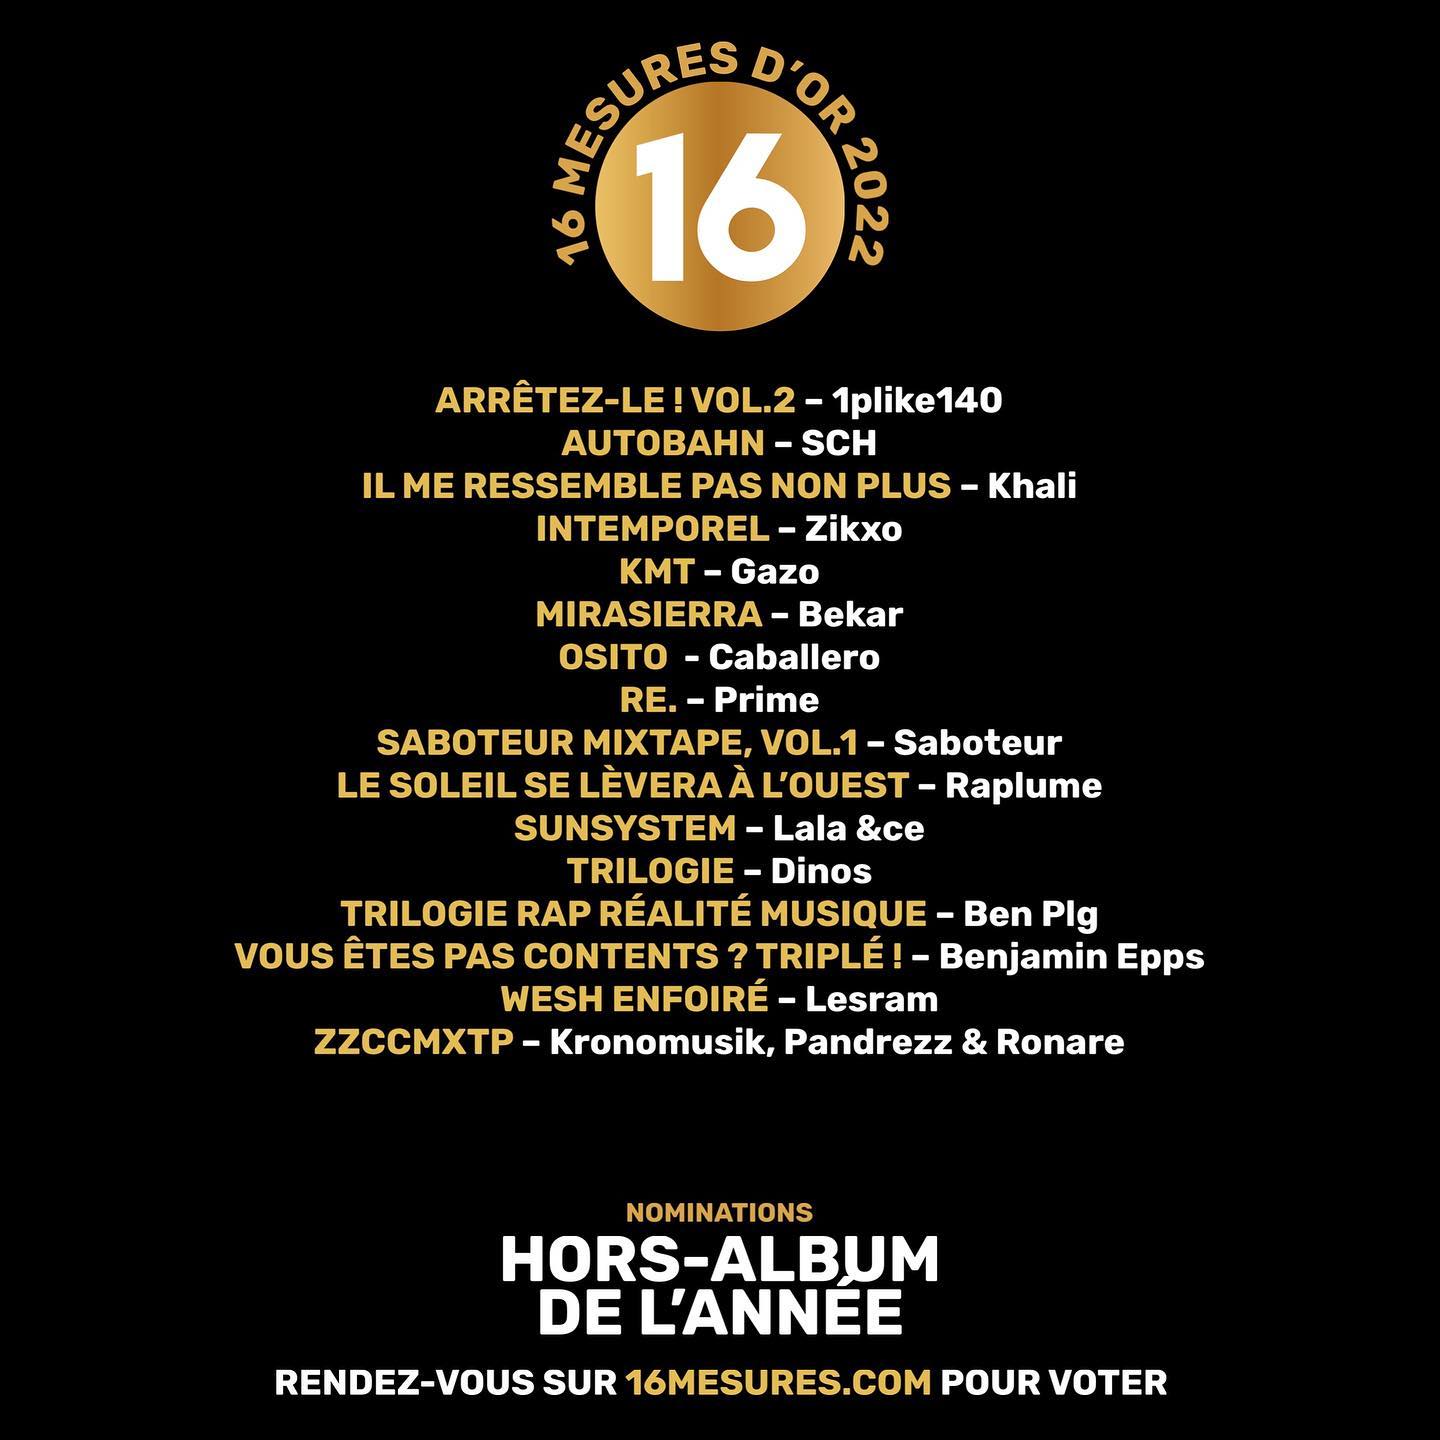 16 MESURES D'OR 2022
16
ARRÊTEZ-LE ! VOL.2 – 1plike140
AUTOBAHN – SCH
IL ME RESSEMBLE PAS NON PLUS – Khali
INTEMPOREL – Zikxo
KMT – Gazo
MIRASIERRA – Bekar
OSITO  - Caballero
RE. – Prime
SABOTEUR MIXTAPE, VOL.1 – Saboteur
LE SOLEIL SE LÈVERA À L'OUEST – Raplume
SUNSYSTEM – Lala &ce
TRILOGIE – Dinos
TRILOGIE RAP RÉALITÉ MUSIQUE – Ben Plg
VOUS ÊTES PAS CONTENTS ? TRIPLÉ ! – Benjamin Epps
WESH ENFOIRÉ – Lesram
ZZCCMXTP – Kronomusik, Pandrezz & Ronare
NOMINATIONS
HORS-ALBUM
DE L'ANNÉE
RENDEZ-VOUS SUR 16MESURES.COM POUR VOTER